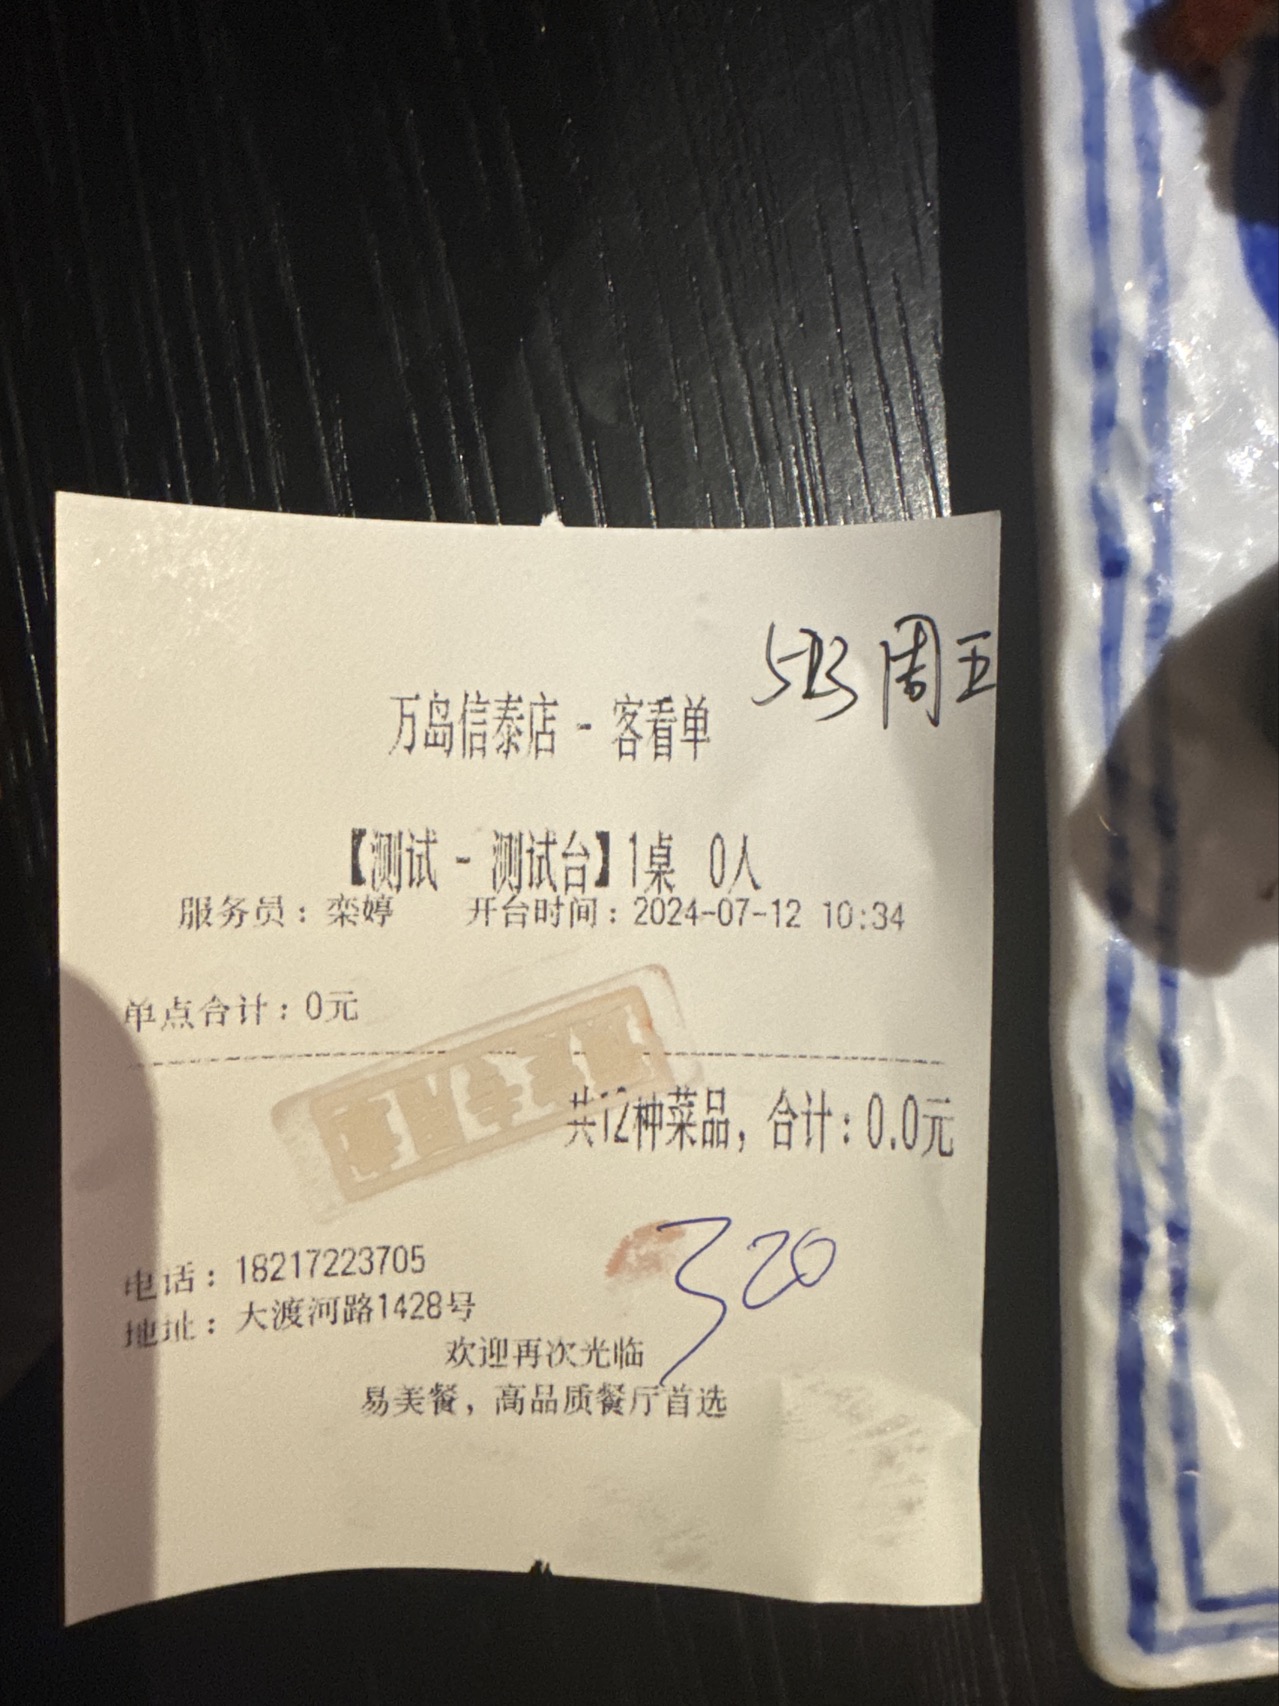 513 周五
万岛信泰店 - 客看单
【测试 - 测试台】1桌 0人
服务员：栾婷 开台时间：2024-07-12 10:34
单点合计：0元
共12种菜品，合计：0.0元
320
电话：18217223705
地址：大渡河路1428号
欢迎再次光临
易美餐，高品质餐厅首选